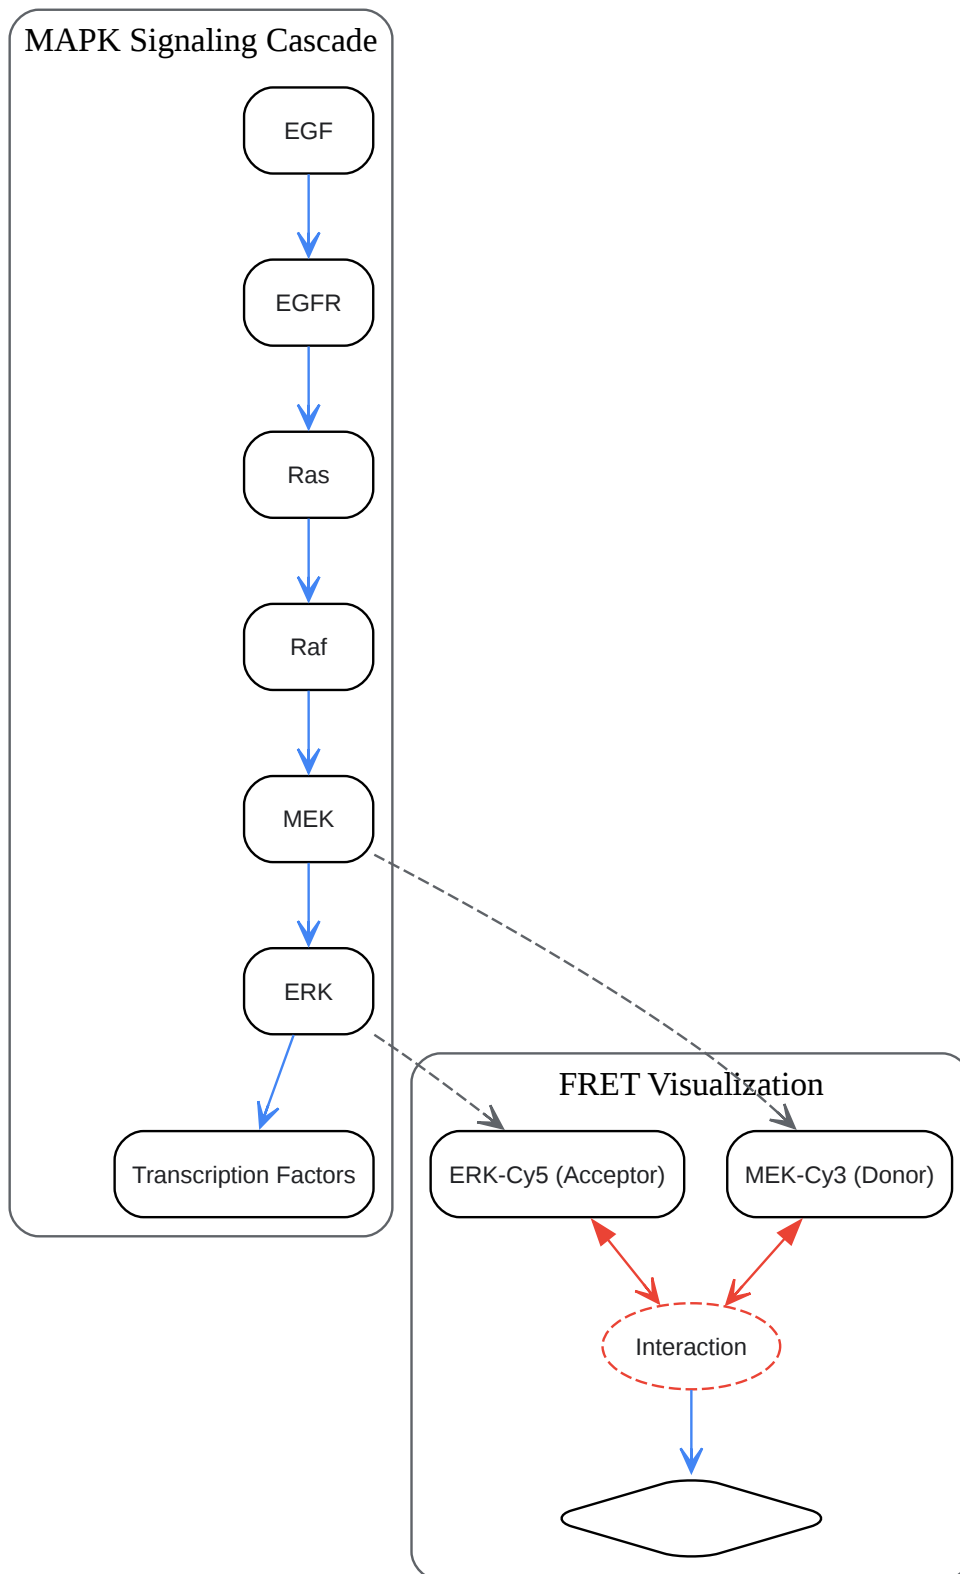 MAPK Signaling Cascade
EGF
EGFR
Ras
Raf
MEK
ERK
Transcription Factors
FRET Visualization
ERK-Cy5 (Acceptor)
MEK-Cy3 (Donor)
Interaction